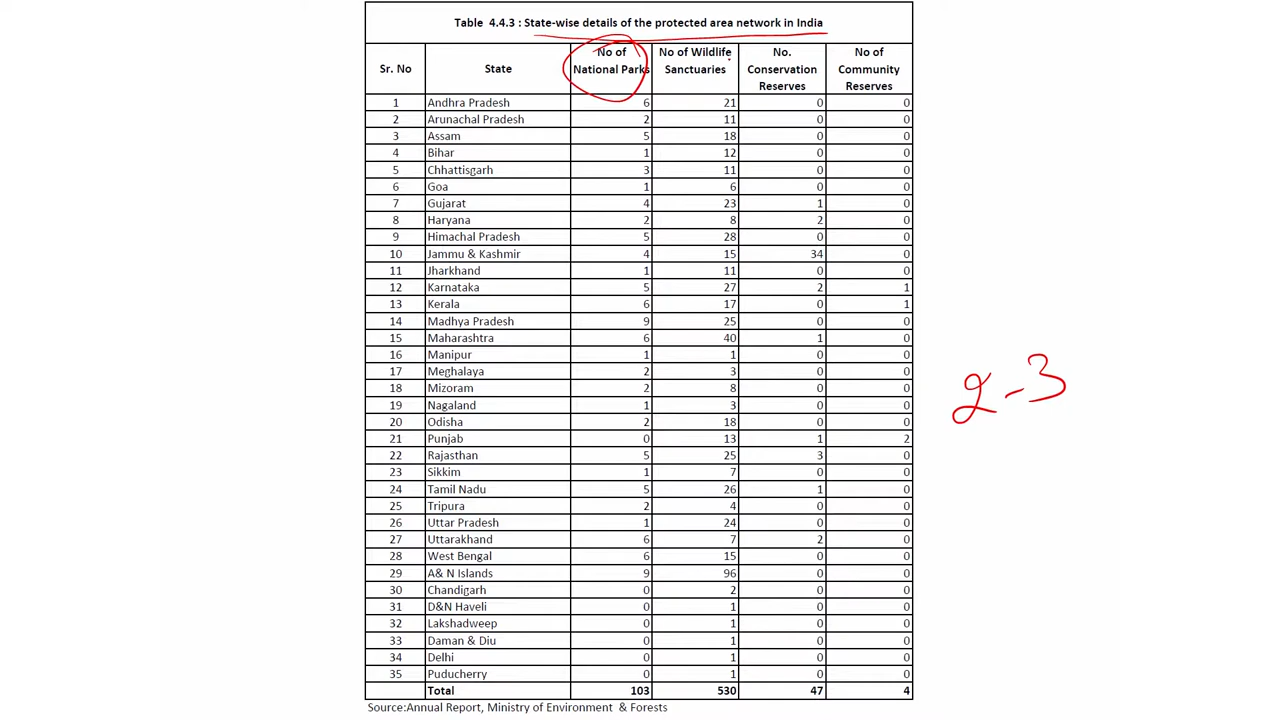 Table 4.4.3 : State-wise details of the protected area network in India
Sr. No State No of National Parks No of Wildlife Sanctuaries No. Conservation Reserves No of Community Reserves
1 Andhra Pradesh 6 21 0 0
2 Arunachal Pradesh 2 11 0 0
3 Assam 5 18 0 0
4 Bihar 1 12 0 0
5 Chhattisgarh 3 11 0 0
6 Goa 1 6 0 0
7 Gujarat 4 23 1 0
8 Haryana 2 8 2 0
9 Himachal Pradesh 5 28 0 0
10 Jammu & Kashmir 4 15 34 0
11 Jharkhand 1 11 0 0
12 Karnataka 5 27 2 1
13 Kerala 6 17 0 1
14 Madhya Pradesh 9 25 0 0
15 Maharashtra 6 40 1 0
16 Manipur 1 1 0 0
17 Meghalaya 2 3 0 0
18 Mizoram 2 8 0 0
19 Nagaland 1 3 0 0
20 Odisha 2 18 0 0
21 Punjab 0 13 1 2
22 Rajasthan 5 25 3 0
23 Sikkim 1 7 0 0
24 Tamil Nadu 5 26 1 0
25 Tripura 2 4 0 0
26 Uttar Pradesh 1 24 0 0
27 Uttarakhand 6 7 2 0
28 West Bengal 6 15 0 0
29 A& N Islands 9 96 0 0
30 Chandigarh 0 2 0 0
31 D&N Haveli 0 1 0 0
32 Lakshadweep 0 1 0 0
33 Daman & Diu 0 1 0 0
34 Delhi 0 1 0 0
35 Puducherry 0 1 0 0
Total 103 530 47 4
Source:Annual Report, Ministry of Environment & Forests
2-3